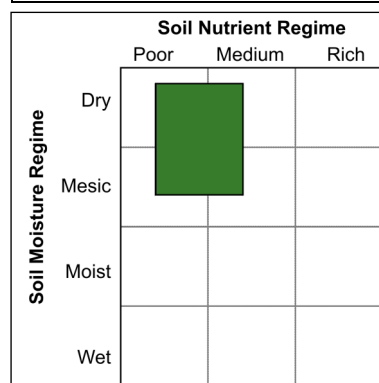 Soil Nutrient Regime
Poor Medium Rich
Soil Moisture Regime
Dry
Mesic
Moist
Wet